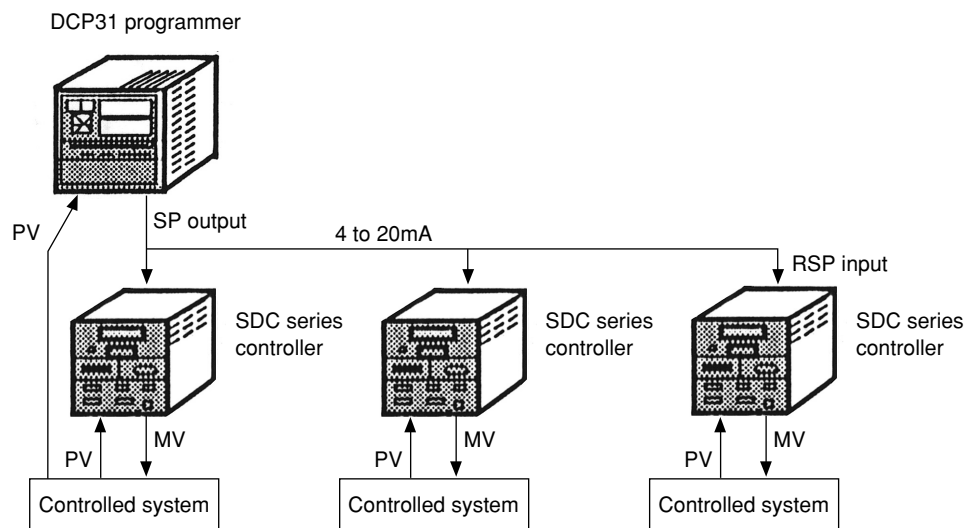 DCP31 programmer
PV
SP output
4 to 20mA
RSP input
SDC series
controller
SDC series
controller
SDC series
controller
PV
MV
PV
MV
PV
MV
Controlled system
Controlled system
Controlled system